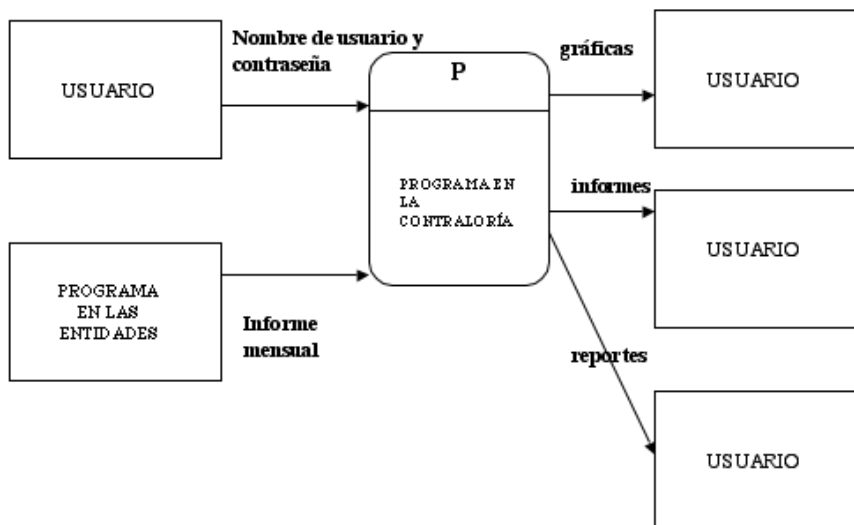 USUARIO
Nombre de usuario y
contraseña
P
PROGRAMA EN
LA
CONTRALORÍA
gráficas
USUARIO
informes
USUARIO
PROGRAMA
EN LAS
ENTIDADES
Informe
mensual
reportes
USUARIO